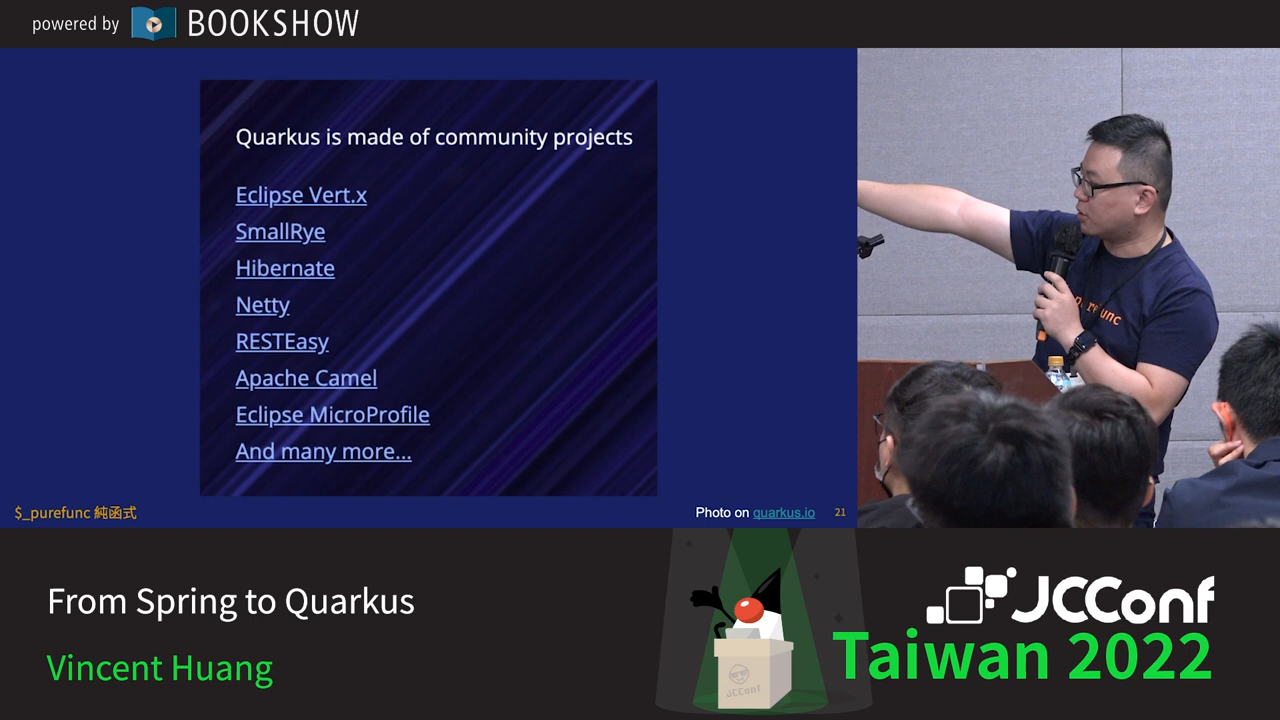 powered by BOOKSHOW
Quarkus is made of community projects
Eclipse Vert.x
SmallRye
Hibernate
Netty
RESTEasy
Apache Camel
Eclipse MicroProfile
And many more...
$_purefunc 純函式
Photo on quarkus.io
21
From Spring to Quarkus
Vincent Huang
JCConf
JCConf
Taiwan 2022